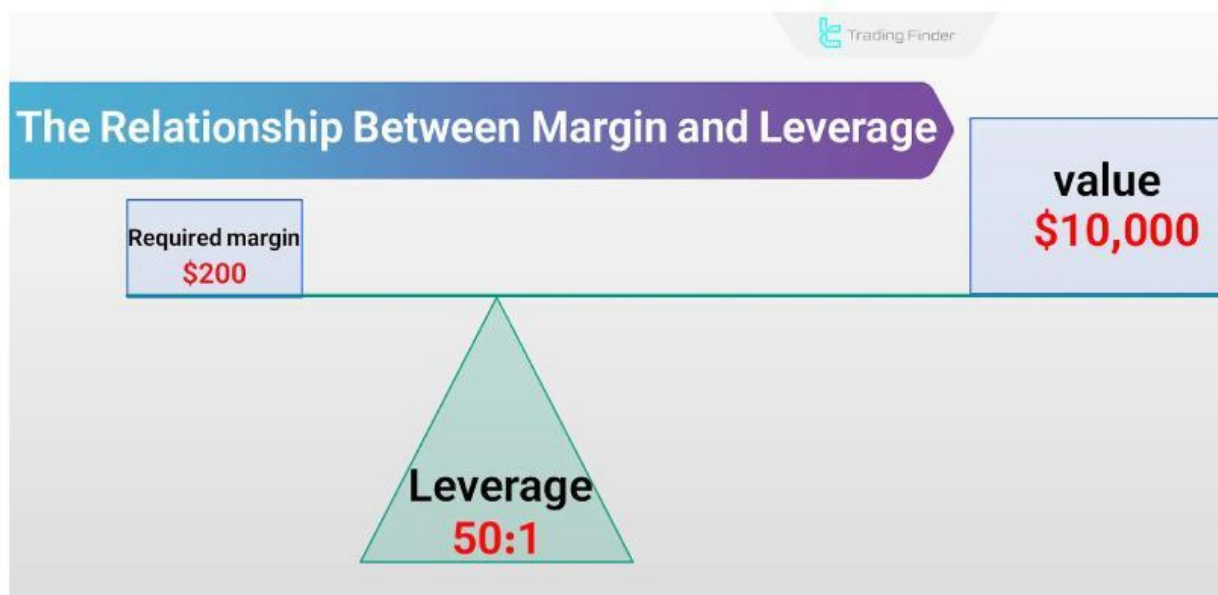 Trading Finder
The Relationship Between Margin and Leverage
value
$10,000
Required margin
$200
Leverage
50:1